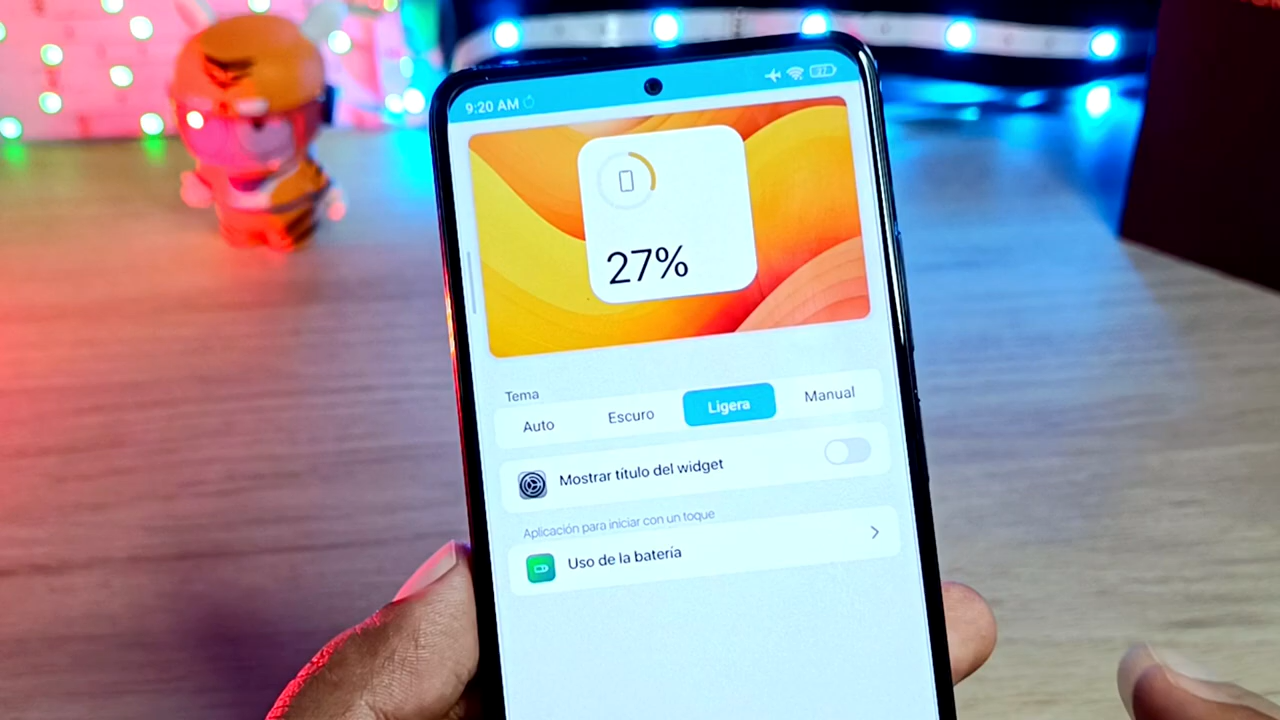 9:20 AM
27
27%
Tema
Auto
Escuro
Ligera
Manual
Mostrar título del widget
Aplicación para iniciar con un toque
Uso de la batería